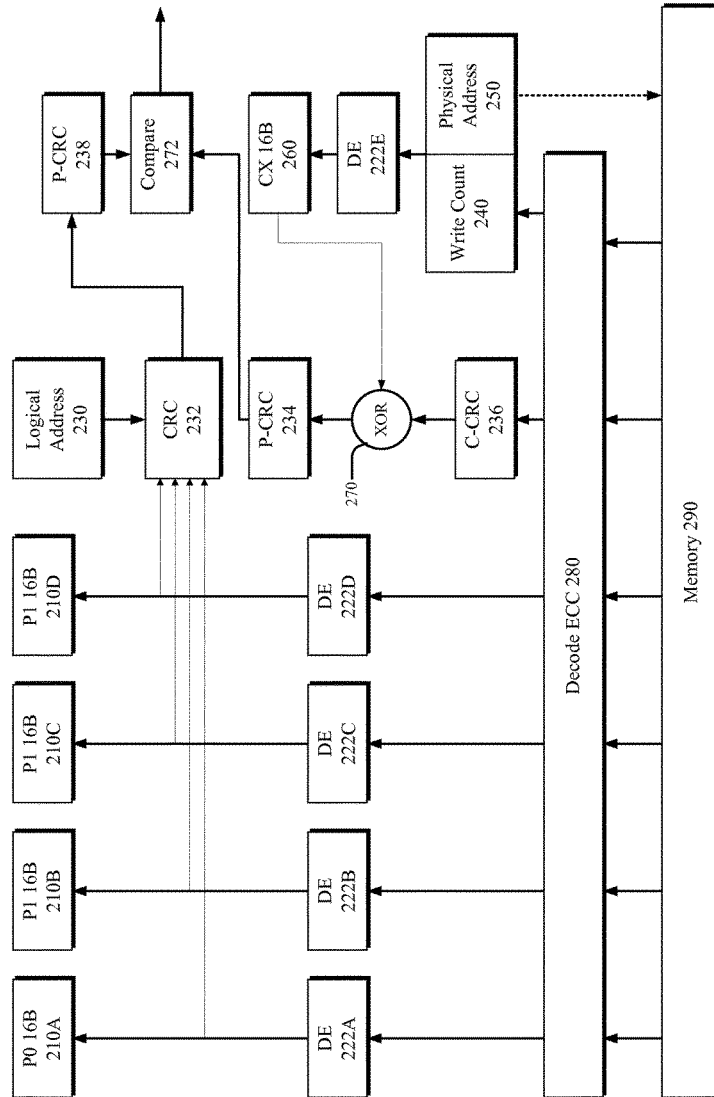 P0 16B
210A
P1 16B
210B
P1 16B
210C
P1 16B
210D
Logical
Address
230
P-CRC
238
CRC
232
Compare
272
P-CRC
234
CX 16B
260
270
XOR
DE
222A
DE
222B
DE
222C
DE
222D
DE
222E
C-CRC
236
Write Count
240
Physical
Address
250
Decode ECC 280
Memory 290